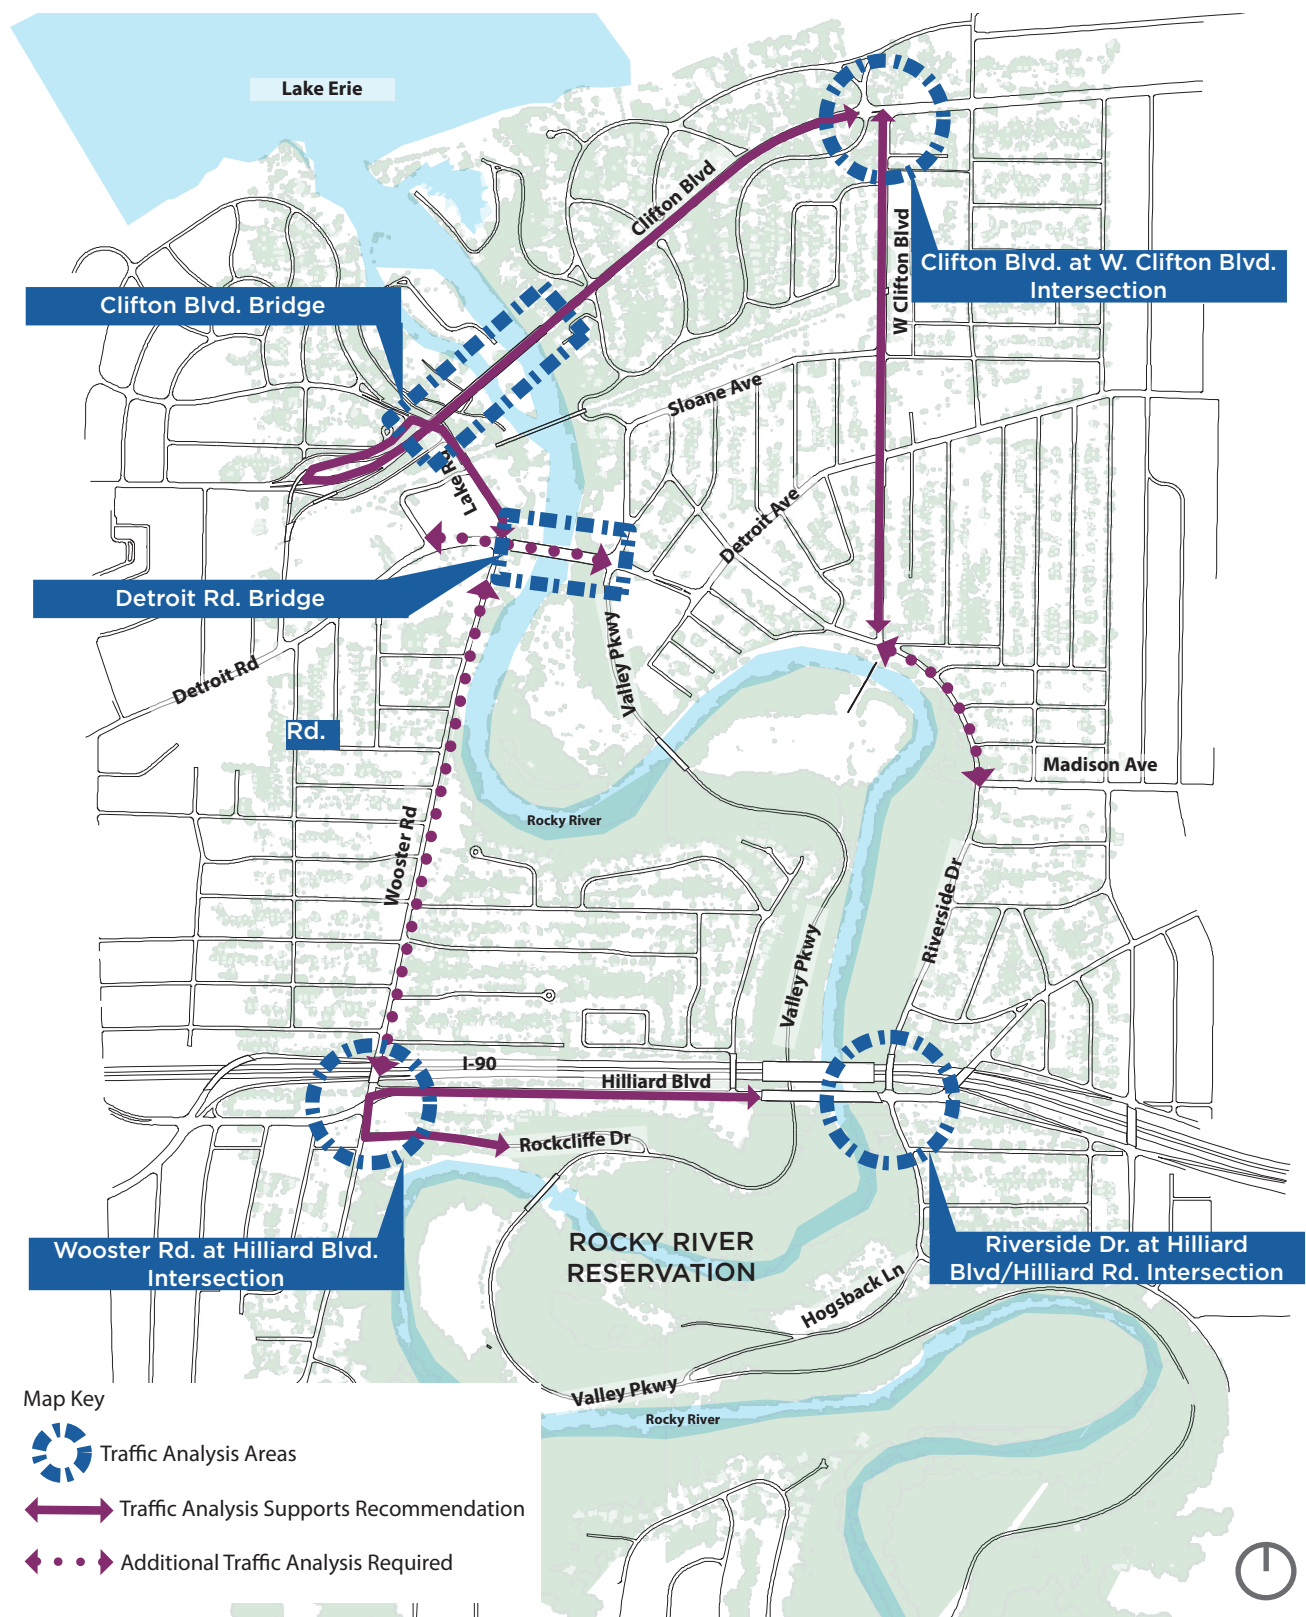 Lake Erie
Clifton Blvd
W Clifton Blvd
Clifton Blvd. at W. Clifton Blvd.
Intersection
Clifton Blvd. Bridge
Sloane Ave
Lake Rd
Detroit Ave
Detroit Rd. Bridge
Valley Pkwy
Detroit Rd
Rd.
Madison Ave
Rocky River
Wooster Rd
Riverside Dr
Valley Pkwy
I-90
Hilliard Blvd
Rockcliffe Dr
Wooster Rd. at Hilliard Blvd.
Intersection
ROCKY RIVER
RESERVATION
Riverside Dr. at Hilliard
Blvd/Hilliard Rd. Intersection
Hogsback Ln
Valley Pkwy
Rocky River
Map Key
Traffic Analysis Areas
Traffic Analysis Supports Recommendation
Additional Traffic Analysis Required